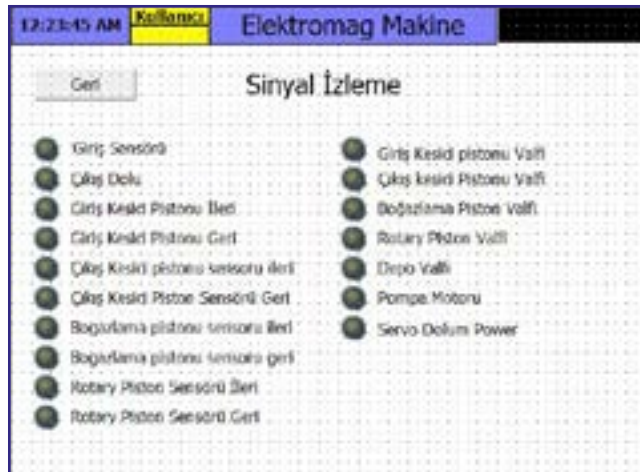 12:23:45 AM Kullanıcı Elektromag Makine
Geri Sinyal İzleme
Giriş Sensörü
Çıkış Dolu
Giriş Kesici Pistonu İleri
Giriş Kesici Pistonu Geri
Çıkış Kesici pistonu sensoru ileri
Çıkış Kesici Piston Sensörü Geri
Bogazlama pistonu sensoru ileri
Bogazlama pistonu sensoru geri
Rotary Piston Sensörü İleri
Rotary Piston Sensörü Geri
Giriş Kesici pistonu Valfi
Çıkış kesici Pistonu Valfi
Boğazlama Piston Valfi
Rotary Piston Valfi
Depo Valfi
Pompa Motoru
Servo Dolum Power